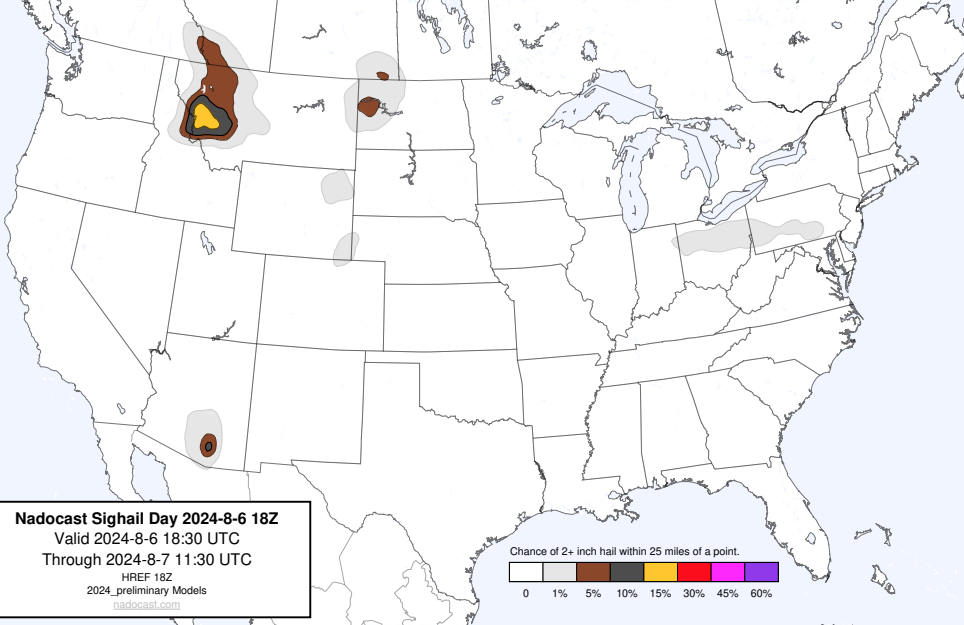 Nadocast Sighail Day 2024-8-6 18Z
Valid 2024-8-6 18:30 UTC
Through 2024-8-7 11:30 UTC
HREF 18Z
2024_preliminary Models
nadocast.com
Chance of 2+ inch hail within 25 miles of a point.
0 1% 5% 10% 15% 30% 45% 60%